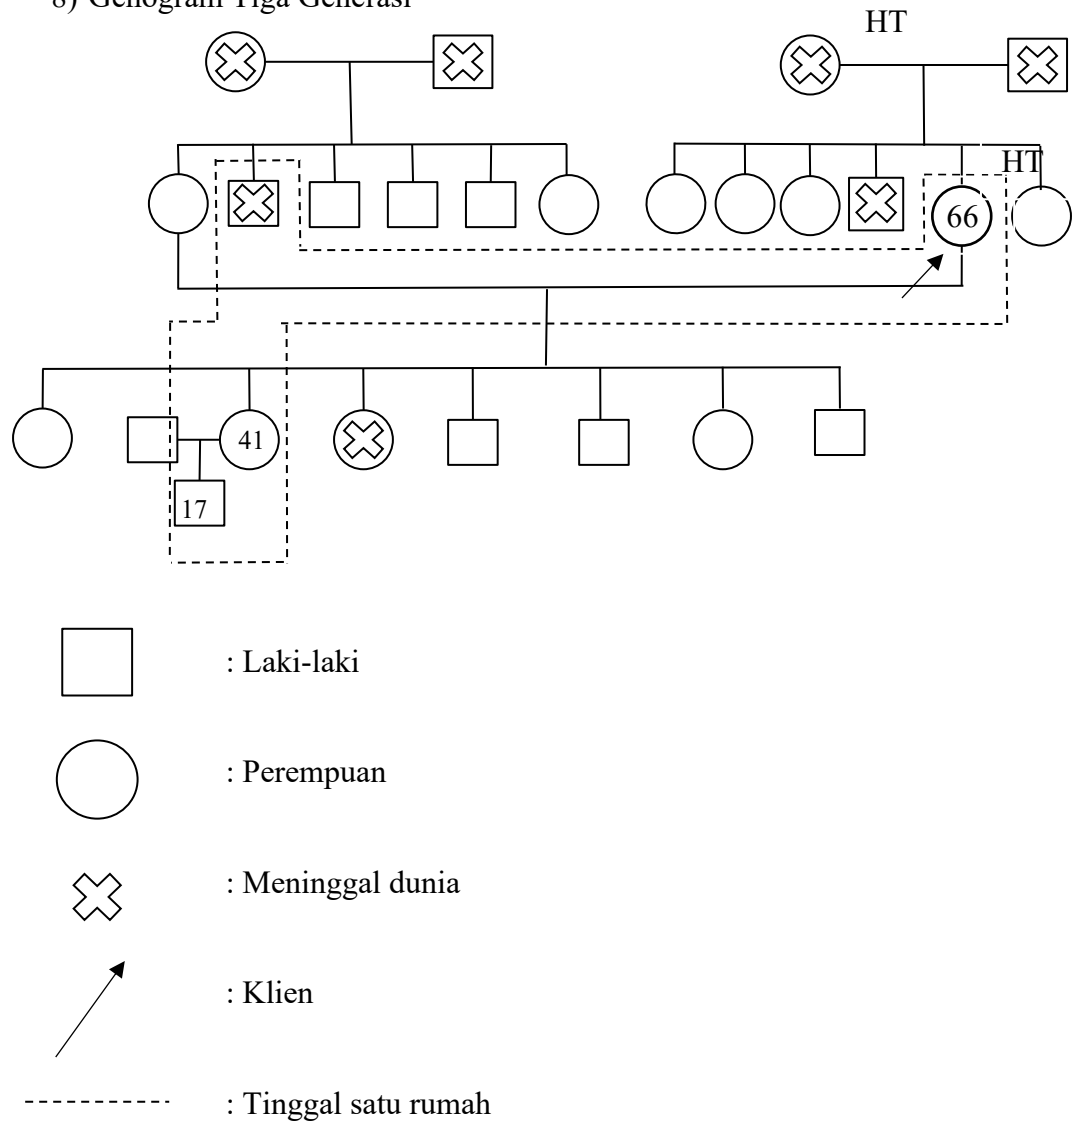 8) Genogram Tiga Generasi
HT
HT
66
41
17
: Laki-laki
: Perempuan
: Meninggal dunia
: Klien
: Tinggal satu rumah